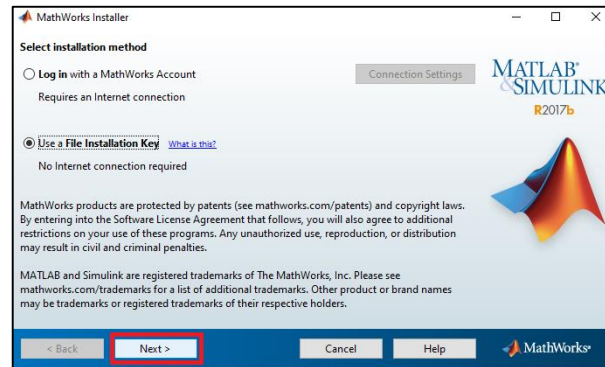 MathWorks Installer
Select installation method
Log in with a MathWorks Account
Connection Settings
Requires an Internet connection
MATLAB®
&SIMULINK®
R2017b
Use a File Installation Key What is this?
No Internet connection required
MathWorks products are protected by patents (see mathworks.com/patents) and copyright laws.
By entering into the Software License Agreement that follows, you will also agree to additional
restrictions on your use of these programs. Any unauthorized use, reproduction, or distribution
may result in civil and criminal penalties.
MATLAB and Simulink are registered trademarks of The MathWorks, Inc. Please see
mathworks.com/trademarks for a list of additional trademarks. Other product or brand names
may be trademarks or registered trademarks of their respective holders.
< Back Next > Cancel Help MathWorks®